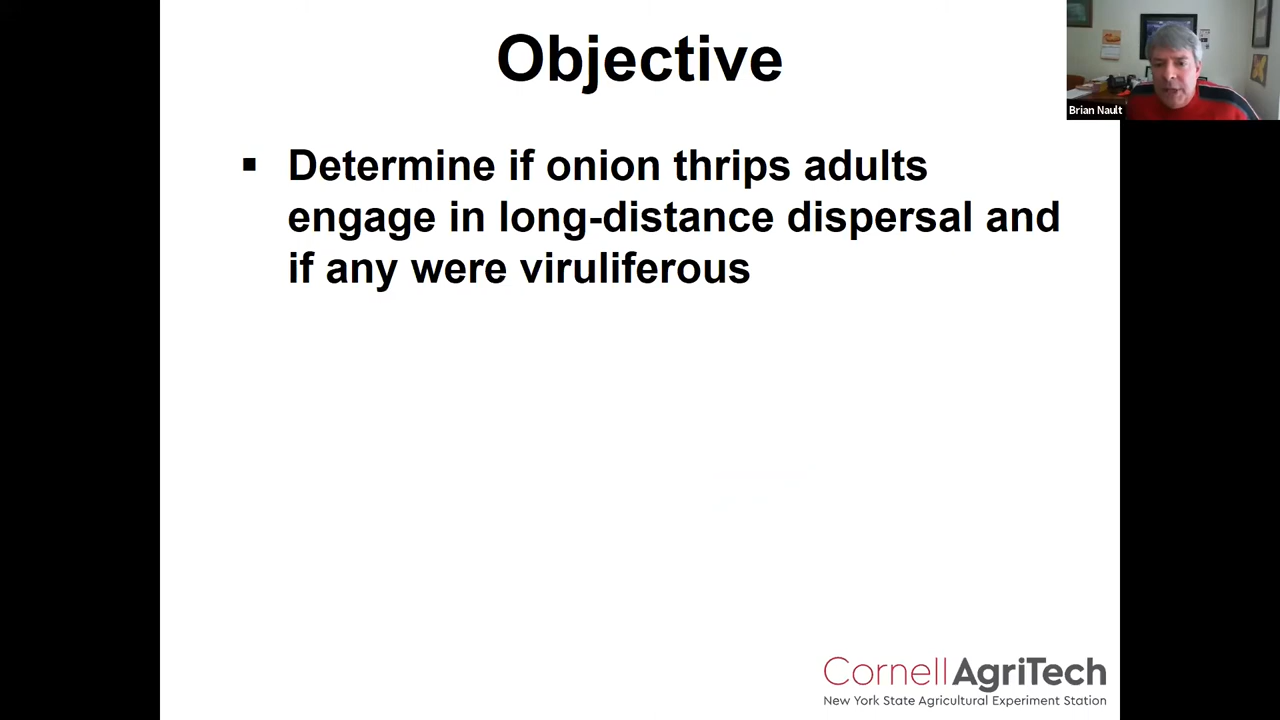 Objective
Brian Nault
▪ Determine if onion thrips adults
engage in long-distance dispersal and
if any were viruliferous
Cornell AgriTech
New York State Agricultural Experiment Station